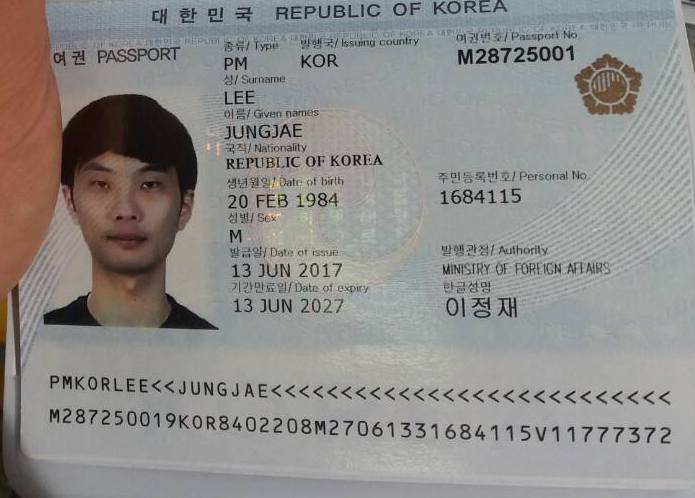 대한민국 REPUBLIC OF KOREA
여권 PASSPORT
종류/ Type 발행국/ Issuing country 여권번호/ Passport No.
PM KOR M28725001
성/ Surname
LEE
이름/ Given names
JUNGJAE
국적/ Nationality
REPUBLIC OF KOREA
생년월일/ Date of birth 주민등록번호/ Personal No.
20 FEB 1984 1684115
성별/ Sex
M
발급일/ Date of issue 발행관청/ Authority
13 JUN 2017 MINISTRY OF FOREIGN AFFAIRS
기간만료일/ Date of expiry 한글성명
13 JUN 2027 이정재
PMKORLEE<<JUNGJAE<<<<<<<<<<<<<<<<<<<<<<<<<<<
M287250019KOR8402208M27061331684115V11777372